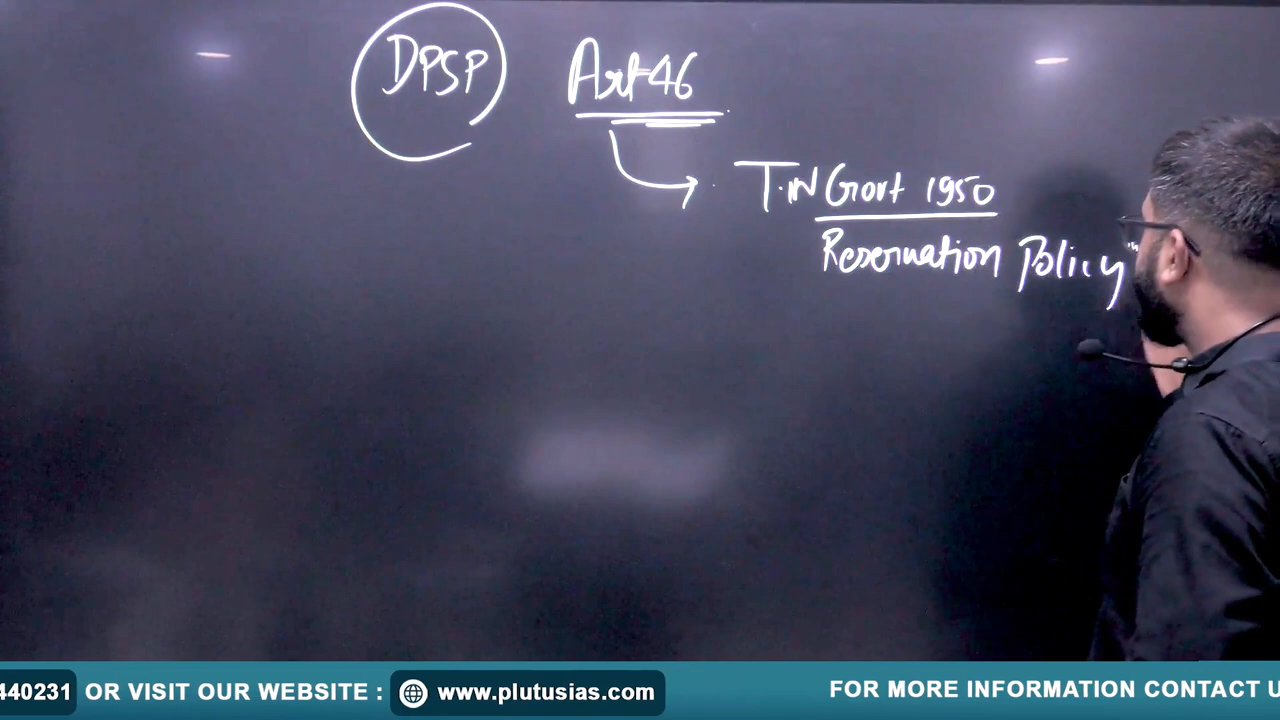 DPSP Art 46
T.N Govt 1950
Reservation Policy
440231 OR VISIT OUR WEBSITE : www.plutusias.com FOR MORE INFORMATION CONTACT U